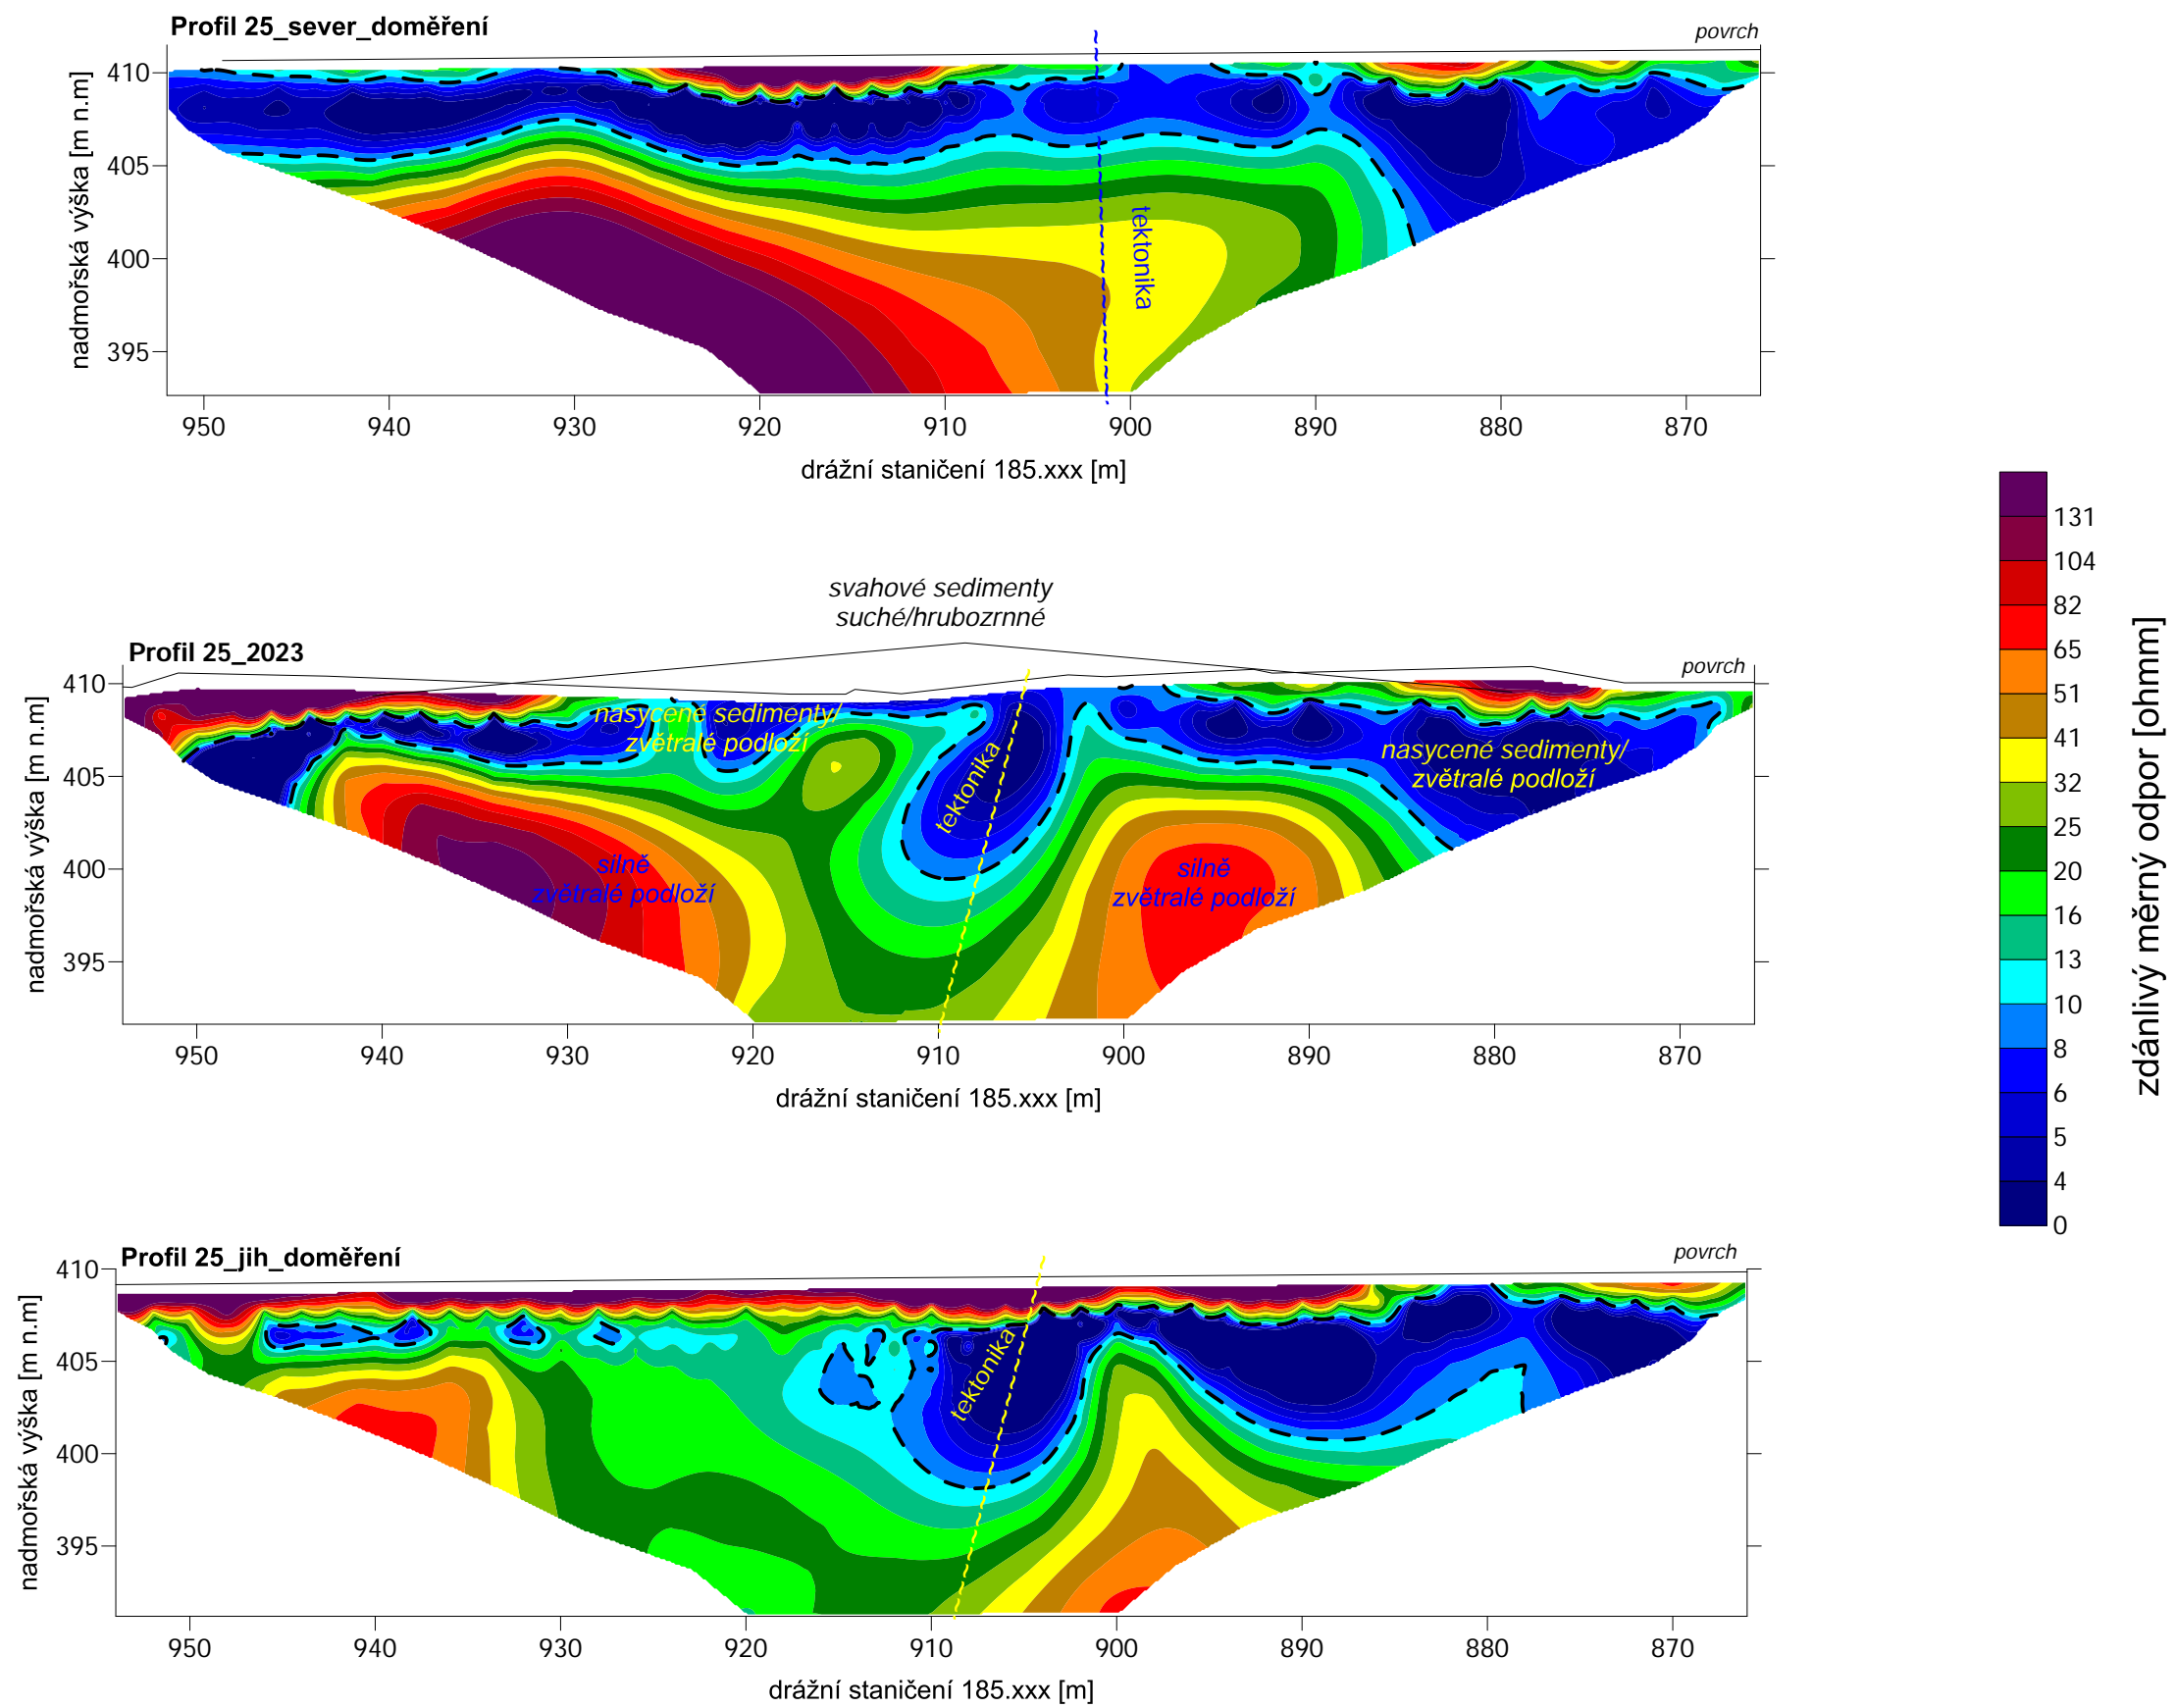 Profil 25_sever_doměření
povrch
nadmořská výška [m n.m]
410
405
400
395
tektonika
950 940 930 920 910 900 890 880 870
drážní staničení 185.xxx [m]
svahové sedimenty
suché/hrubozrnné
Profil 25_2023
povrch
nadmořská výška [m n.m]
410
405
400
395
nasycené sedimenty/
zvětralé podloží
tektonika
nasycené sedimenty/
zvětralé podloží
silně
zvětralé podloží
silně
zvětralé podloží
950 940 930 920 910 900 890 880 870
drážní staničení 185.xxx [m]
Profil 25_jih_doměření
povrch
nadmořská výška [m n.m]
410
405
400
395
tektonika
950 940 930 920 910 900 890 880 870
drážní staničení 185.xxx [m]
131
104
82
65
51
41
32
25
20
16
13
10
8
6
5
4
0
zdánlivý měrný odpor [ohmm]